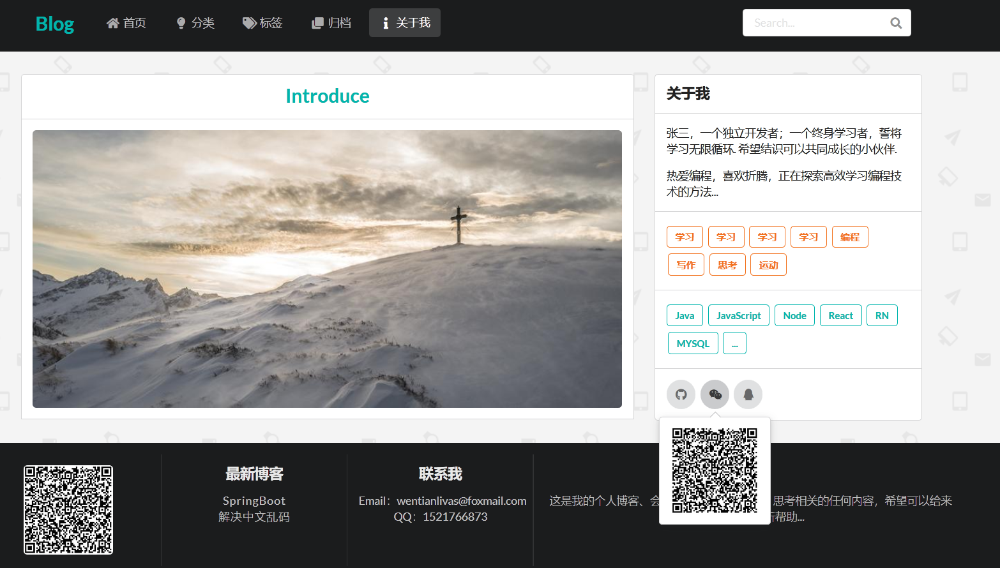 Blog
首页
分类
标签
归档
关于我
Search...
Introduce
关于我
张三，一个独立开发者；一个终身学习者，誓将
学习无限循环. 希望结识可以共同成长的小伙伴.
热爱编程，喜欢折腾，正在探索高效学习编程技
术的方法...
学习 学习 学习 学习 编程
写作 思考 运动
Java JavaScript Node React RN
MYSQL ...
最新博客
SpringBoot
解决中文乱码
联系我
Email：wentianlivas@foxmail.com
QQ：1521766873
这是我的个人博客、会 思考相关的任何内容，希望可以给来
所帮助...